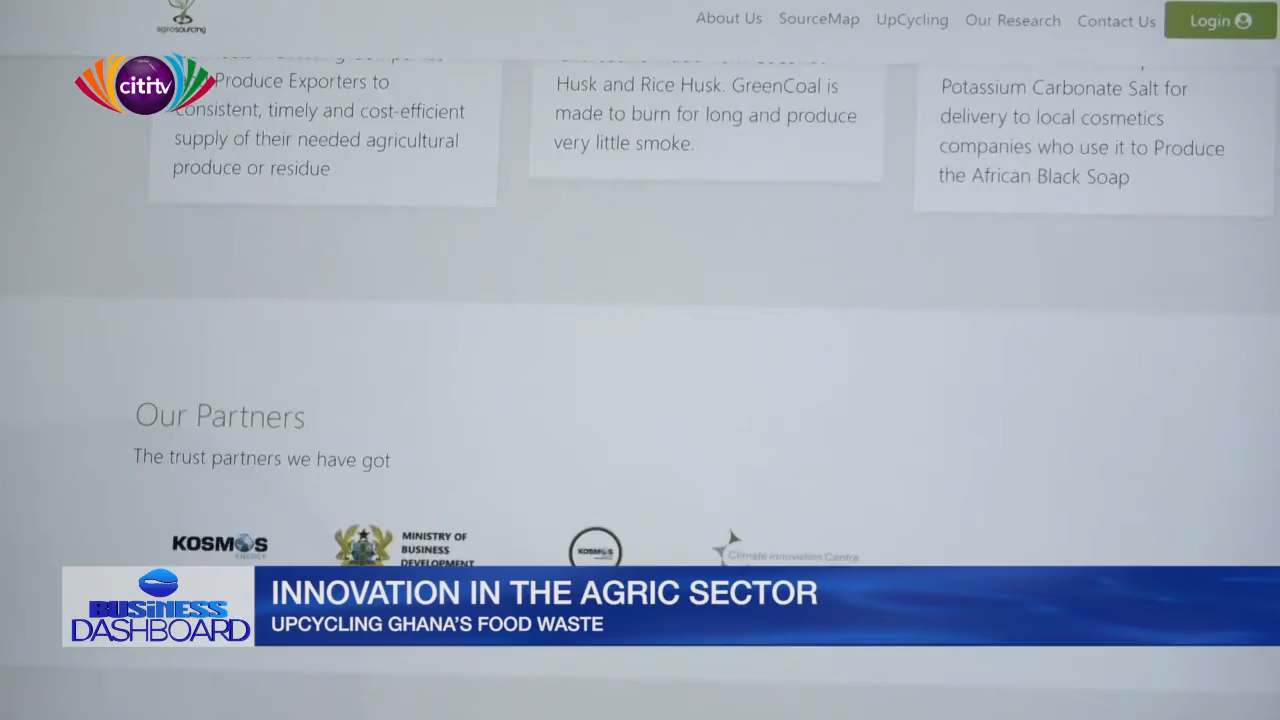 agrosourcing
About Us SourceMap UpCycling Our Research Contact Us Login
citi tv
Produce Exporters to
consistent, timely and cost-efficient
supply of their needed agricultural
produce or residue
Husk and Rice Husk. GreenCoal is
made to burn for long and produce
very little smoke.
Potassium Carbonate Salt for
delivery to local cosmetics
companies who use it to Produce
the African Black Soap
Our Partners
The trust partners we have got
KOSMOS
ENERGY
MINISTRY OF
BUSINESS
DEVELOPMENT
KOSMOS
Climate Innovation Centre
BUSINESS
DASHBOARD
INNOVATION IN THE AGRIC SECTOR
UPCYCLING GHANA'S FOOD WASTE